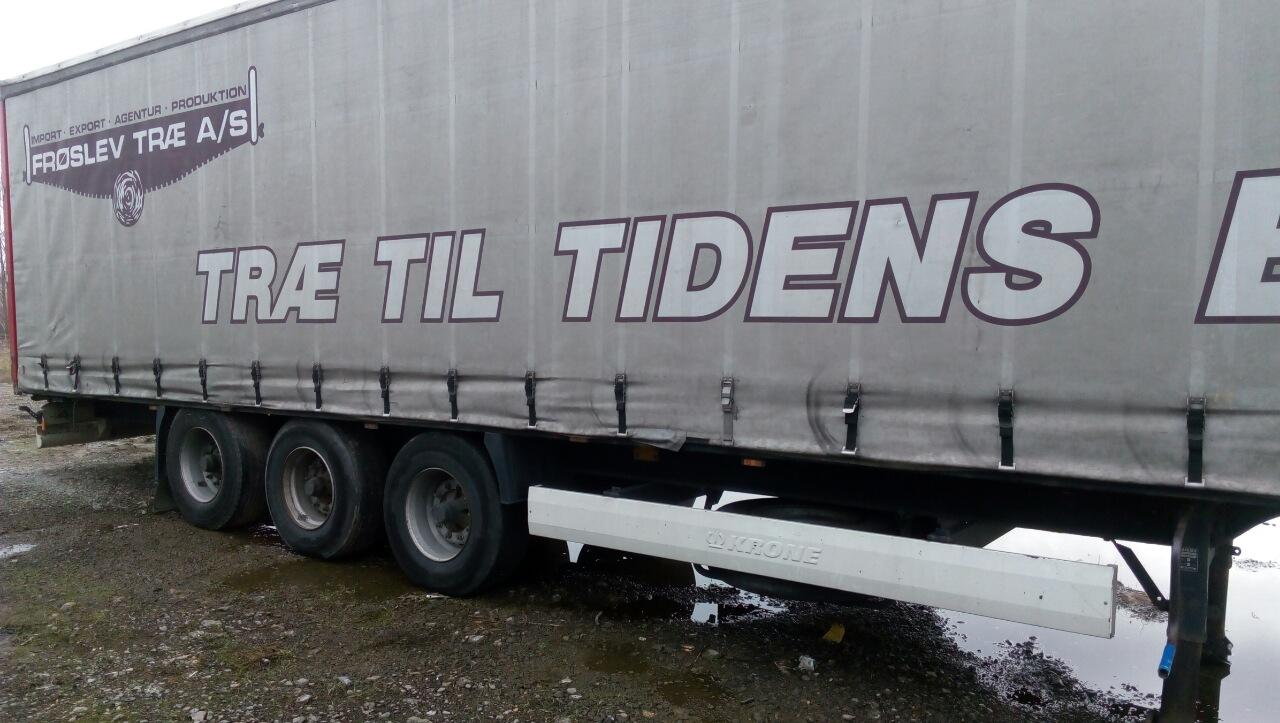 IMPORT · EXPORT · AGENTUR · PRODUKTION
FRØSLEV TRÆ A/S
TRÆ TIL TIDENS
KRONE